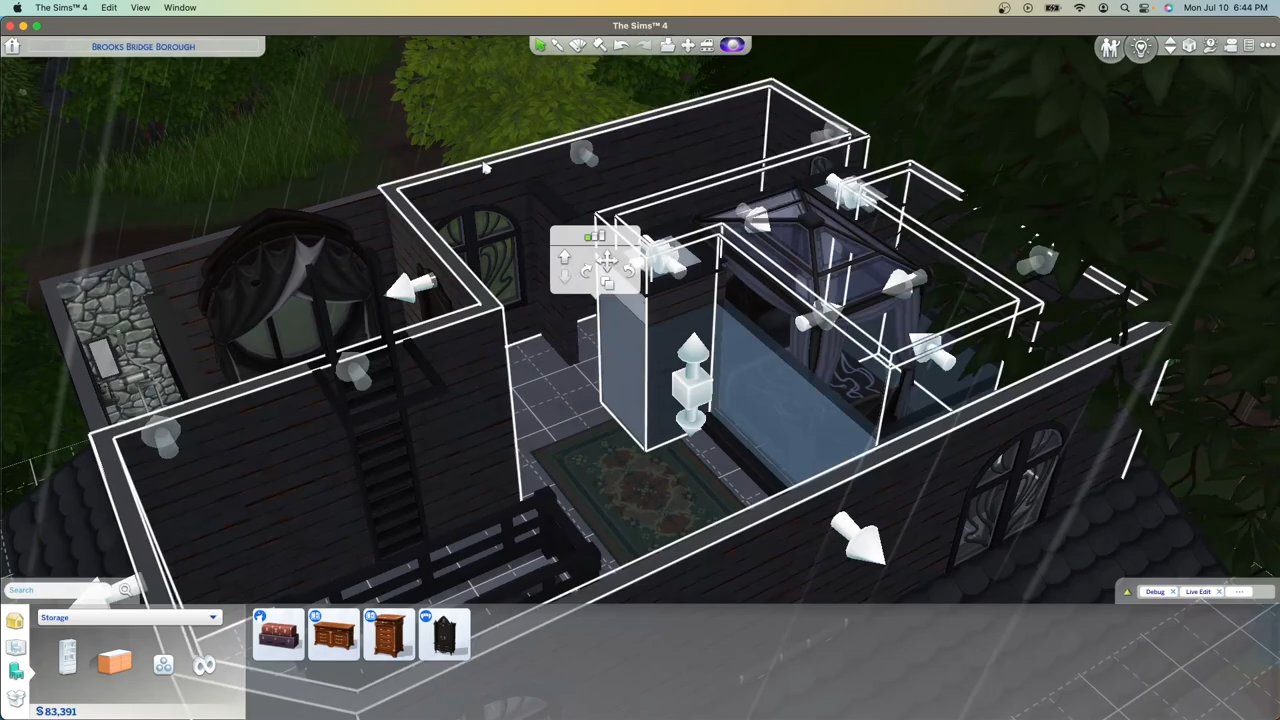 The Sims™ 4 Edit View Window Mon Jul 10 6:44 PM
The Sims™ 4
BROOKS BRIDGE BOROUGH
Search
Debug Live Edit
Storage
§83,391